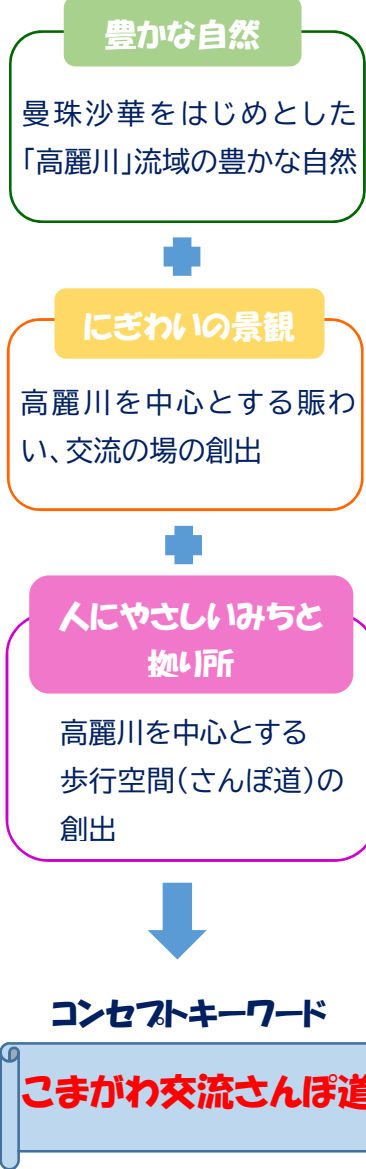 豊かな自然
曼珠沙華をはじめとした
「高麗川」流域の豊かな自然
にぎわいの景観
高麗川を中心とする賑わ
い、交流の場の創出
人にやさしいみちと
拠り所
高麗川を中心とする
歩行空間(さんぽ道)の
創出
コンセプトキーワード
こまがわ交流さんぽ道